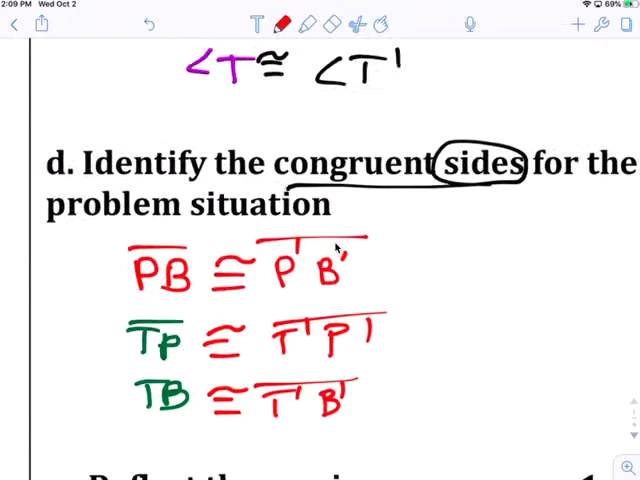 2:09 PM Wed Oct 2 69%
<T ≅ <T'
d. Identify the congruent sides for the
problem situation
PB ≅ P'B'
TP ≅ T'P'
TB ≅ T'B'